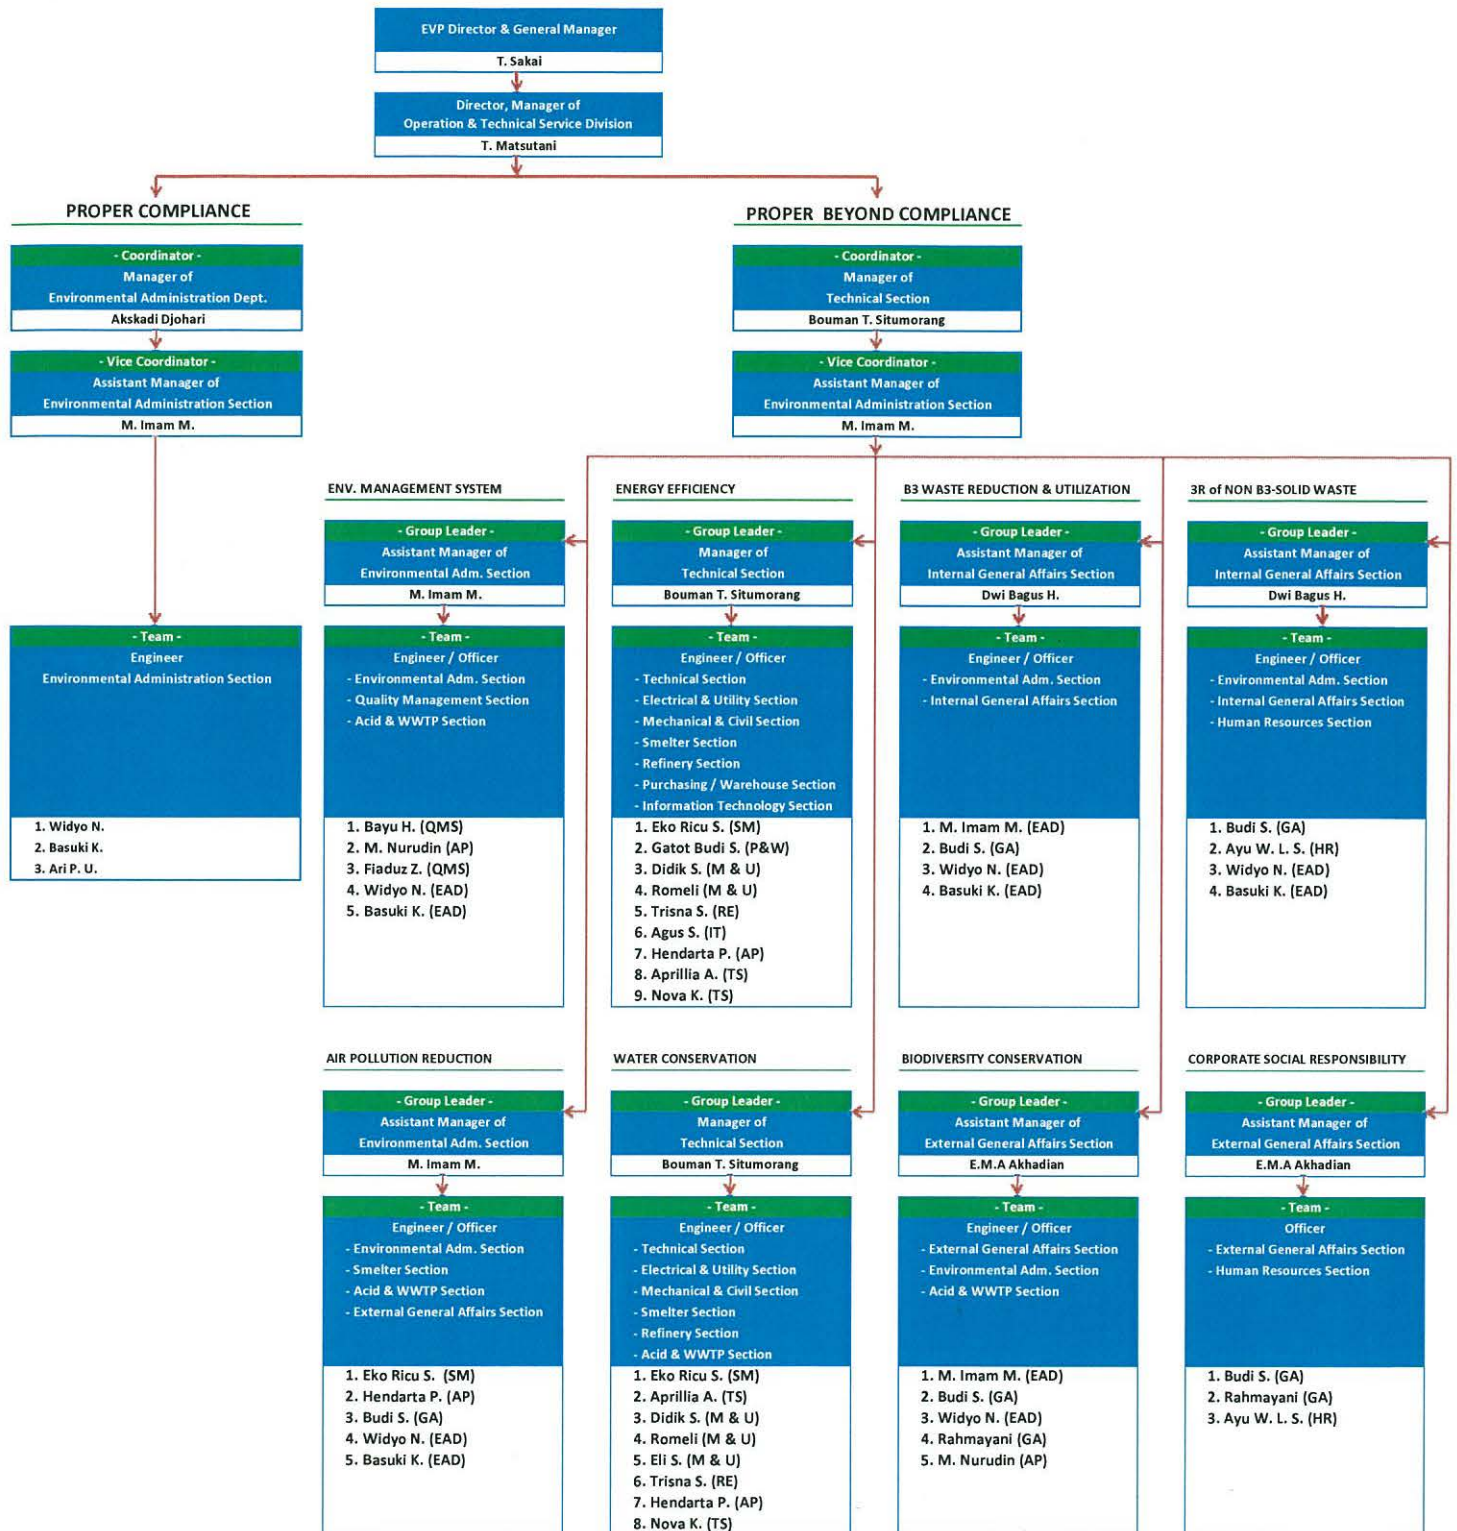 EVP Director & General Manager
T. Sakai
Director, Manager of
Operation & Technical Service Division
T. Matsutani
PROPER COMPLIANCE
- Coordinator -
Manager of
Environmental Administration Dept.
Akskadi Djohari
- Vice Coordinator -
Assistant Manager of
Environmental Administration Section
M. Imam M.
- Team -
Engineer
Environmental Administration Section
1. Widyo N.
2. Basuki K.
3. Ari P. U.
PROPER BEYOND COMPLIANCE
- Coordinator -
Manager of
Technical Section
Bouman T. Situmorang
- Vice Coordinator -
Assistant Manager of
Environmental Administration Section
M. Imam M.
ENV. MANAGEMENT SYSTEM
- Group Leader -
Assistant Manager of
Environmental Adm. Section
M. Imam M.
- Team -
Engineer / Officer
- Environmental Adm. Section
- Quality Management Section
- Acid & WWTP Section
1. Bayu H. (QMS)
2. M. Nurudin (AP)
3. Fiaduz Z. (QMS)
4. Widyo N. (EAD)
5. Basuki K. (EAD)
ENERGY EFFICIENCY
- Group Leader -
Manager of
Technical Section
Bouman T. Situmorang
- Team -
Engineer / Officer
- Technical Section
- Electrical & Utility Section
- Mechanical & Civil Section
- Smelter Section
- Refinery Section
- Purchasing / Warehouse Section
- Information Technology Section
1. Eko Ricu S. (SM)
2. Gatot Budi S. (P&W)
3. Didik S. (M & U)
4. Romeli (M & U)
5. Trisna S. (RE)
6. Agus S. (IT)
7. Hendarta P. (AP)
8. Aprillia A. (TS)
9. Nova K. (TS)
B3 WASTE REDUCTION & UTILIZATION
- Group Leader -
Assistant Manager of
Internal General Affairs Section
Dwi Bagus H.
- Team -
Engineer / Officer
- Environmental Adm. Section
- Internal General Affairs Section
1. M. Imam M. (EAD)
2. Budi S. (GA)
3. Widyo N. (EAD)
4. Basuki K. (EAD)
3R of NON B3-SOLID WASTE
- Group Leader -
Assistant Manager of
Internal General Affairs Section
Dwi Bagus H.
- Team -
Engineer / Officer
- Environmental Adm. Section
- Internal General Affairs Section
- Human Resources Section
1. Budi S. (GA)
2. Ayu W. L. S. (HR)
3. Widyo N. (EAD)
4. Basuki K. (EAD)
AIR POLLUTION REDUCTION
- Group Leader -
Assistant Manager of
Environmental Adm. Section
M. Imam M.
- Team -
Engineer / Officer
- Environmental Adm. Section
- Smelter Section
- Acid & WWTP Section
- External General Affairs Section
1. Eko Ricu S. (SM)
2. Hendarta P. (AP)
3. Budi S. (GA)
4. Widyo N. (EAD)
5. Basuki K. (EAD)
WATER CONSERVATION
- Group Leader -
Manager of
Technical Section
Bouman T. Situmorang
- Team -
Engineer / Officer
- Technical Section
- Electrical & Utility Section
- Mechanical & Civil Section
- Smelter Section
- Refinery Section
- Acid & WWTP Section
1. Eko Ricu S. (SM)
2. Aprillia A. (TS)
3. Didik S. (M & U)
4. Romeli (M & U)
5. Eli S. (M & U)
6. Trisna S. (RE)
7. Hendarta P. (AP)
8. Nova K. (TS)
BIODIVERSITY CONSERVATION
- Group Leader -
Assistant Manager of
External General Affairs Section
E.M.A Akhadian
- Team -
Engineer / Officer
- External General Affairs Section
- Environmental Adm. Section
- Acid & WWTP Section
1. M. Imam M. (EAD)
2. Budi S. (GA)
3. Widyo N. (EAD)
4. Rahmayani (GA)
5. M. Nurudin (AP)
CORPORATE SOCIAL RESPONSIBILITY
- Group Leader -
Assistant Manager of
External General Affairs Section
E.M.A Akhadian
- Team -
Officer
- External General Affairs Section
- Human Resources Section
1. Budi S. (GA)
2. Rahmayani (GA)
3. Ayu W. L. S. (HR)